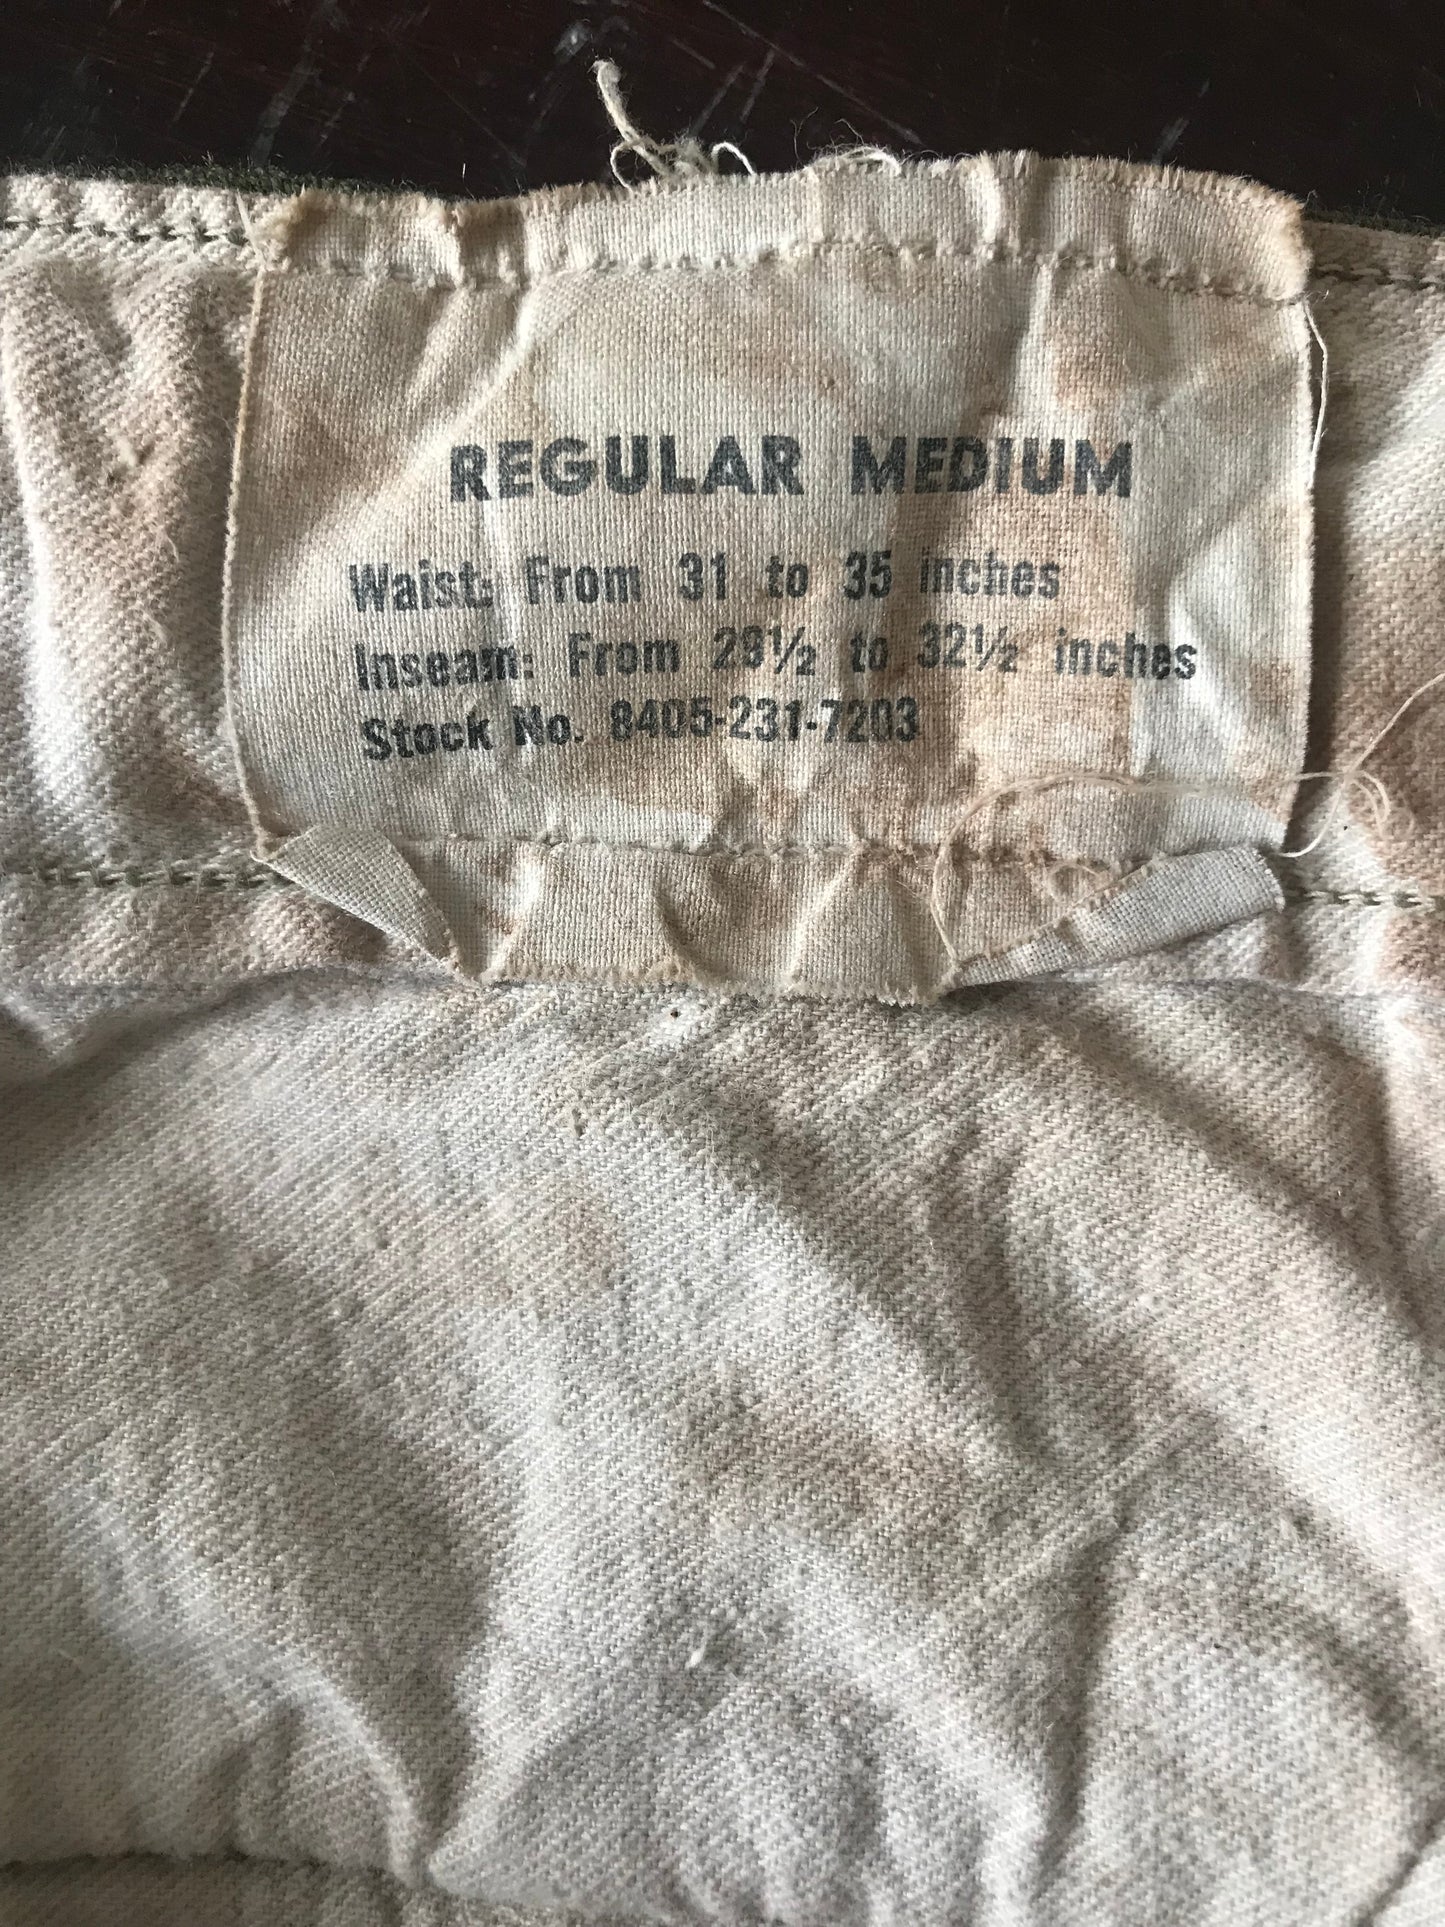 REGULAR MEDIUM
Waist: From 31 to 35 inches
Inseam: From 29½ to 32½ inches
Stock No. 8405-231-7203